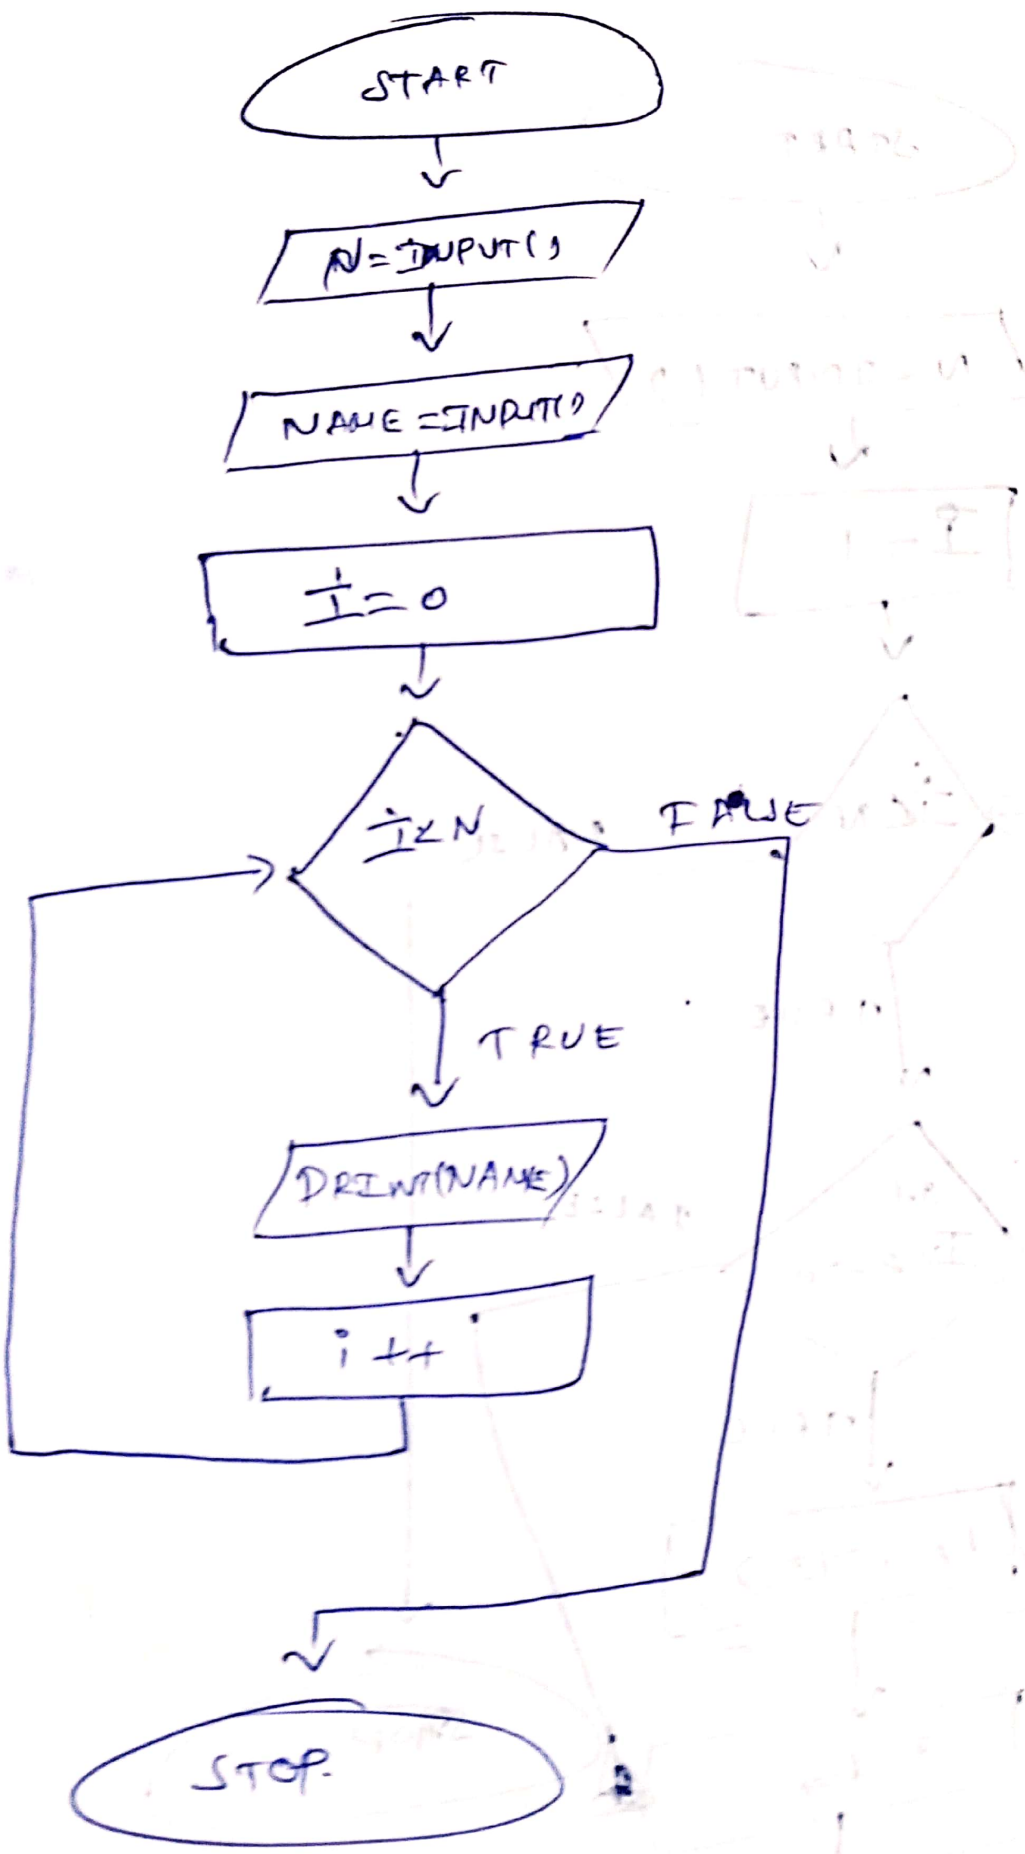 START
N=INPUT()
NAME=INPUT()
i=0
i<N
FALSE
TRUE
PRINT(NAME)
i++
STOP.